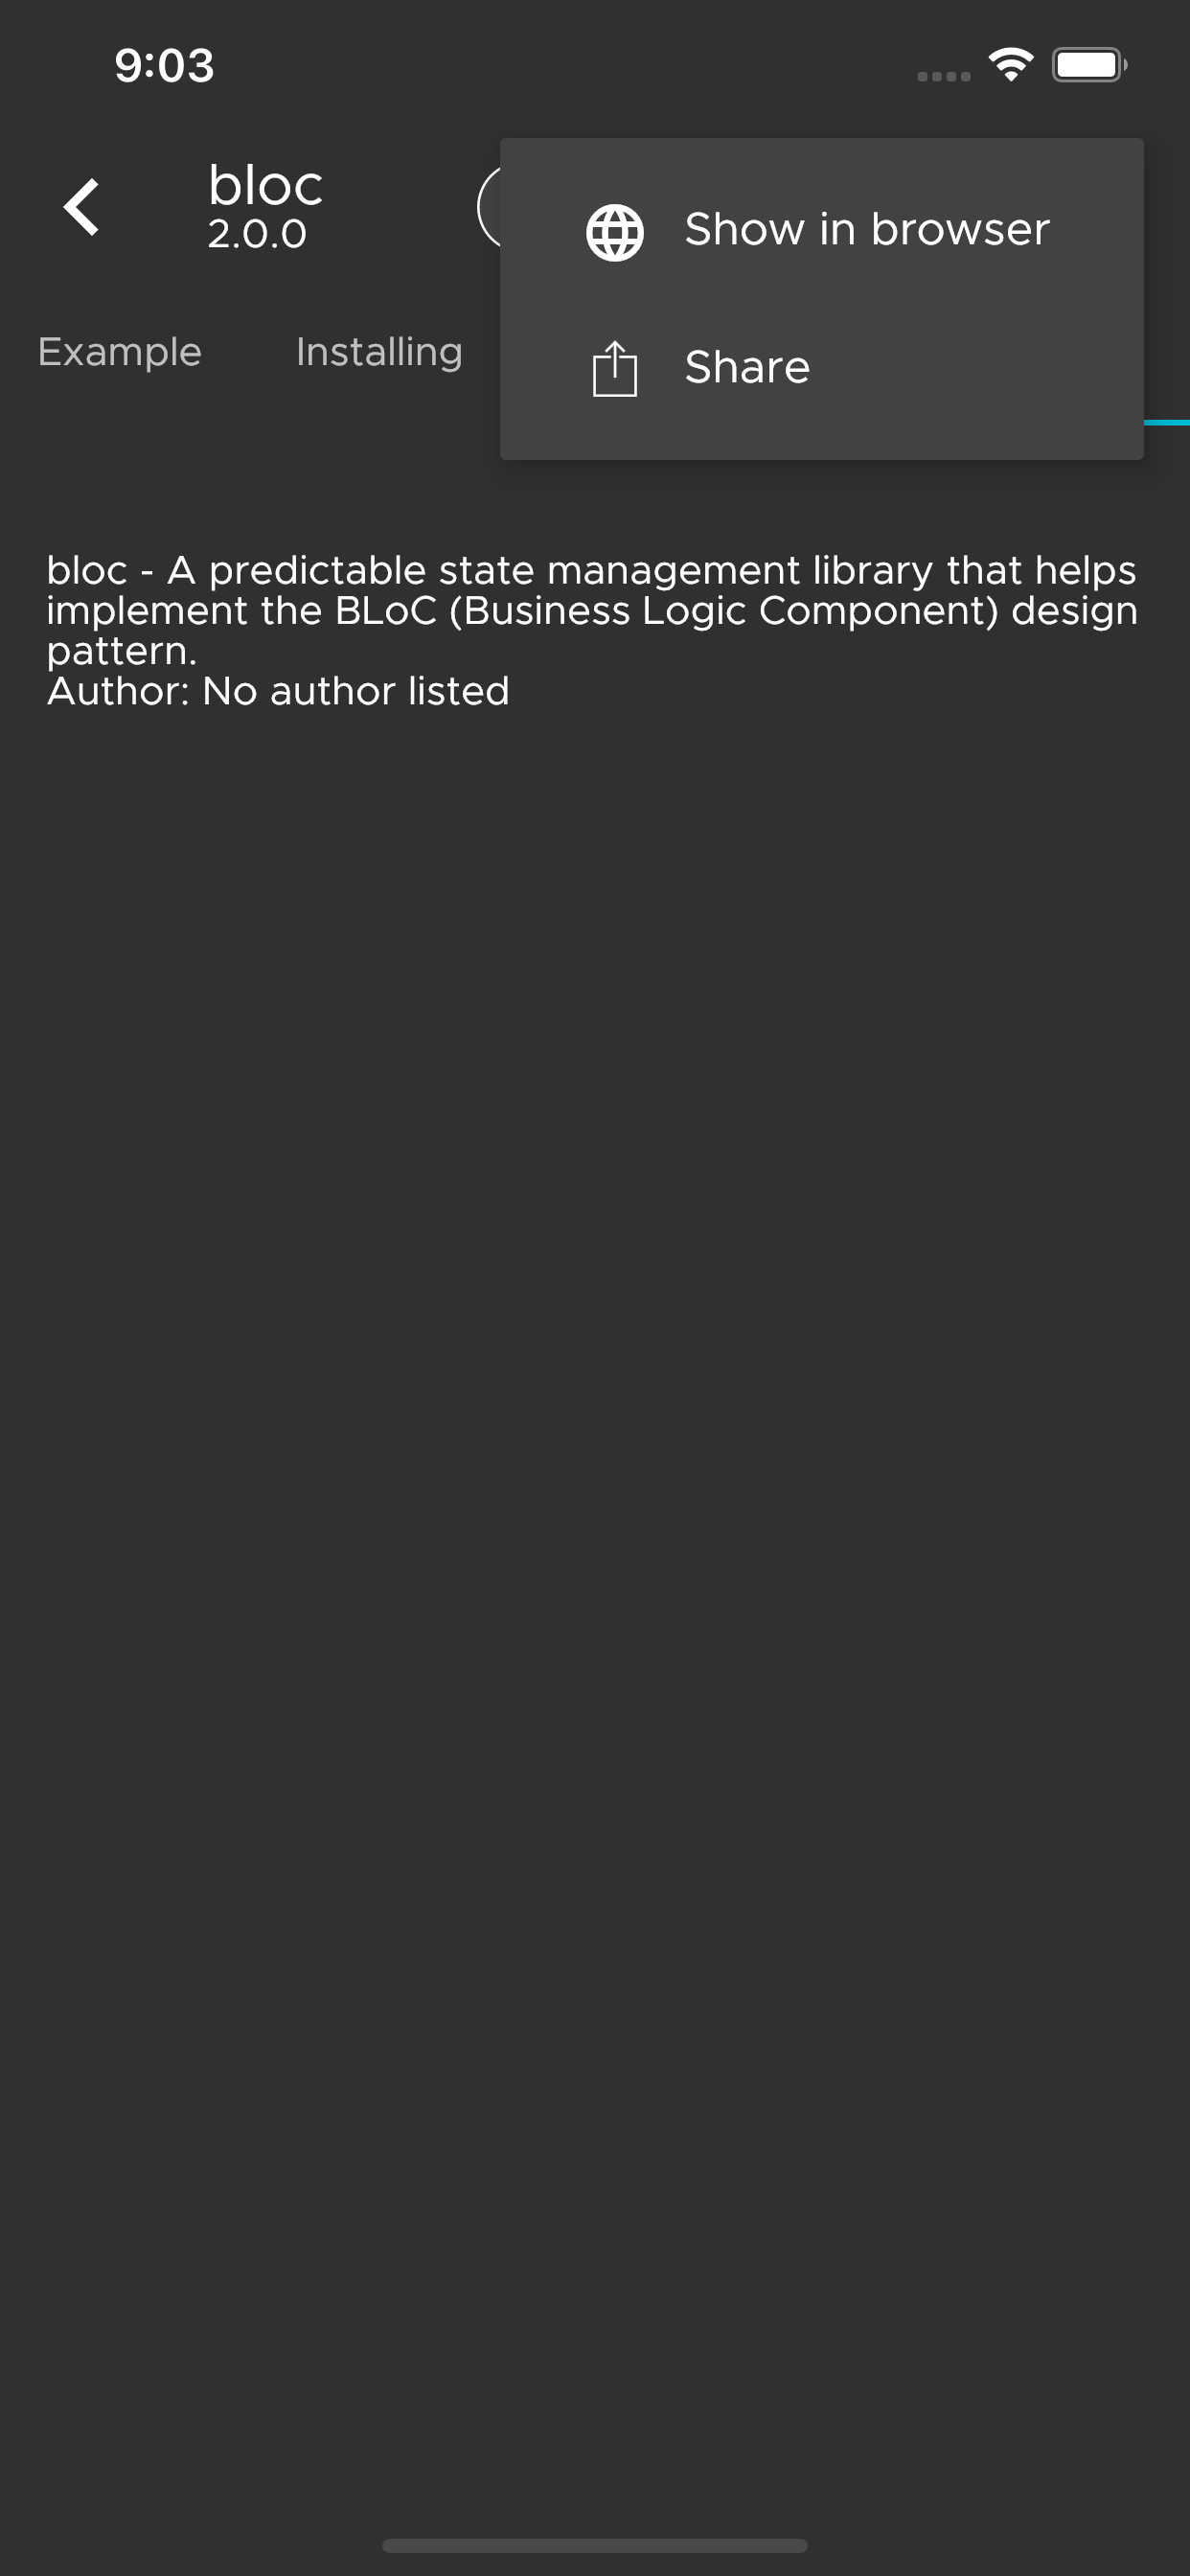 9:03
bloc
2.0.0
Show in browser
Share
Example
Installing
bloc - A predictable state management library that helps
implement the BLoC (Business Logic Component) design
pattern.
Author: No author listed